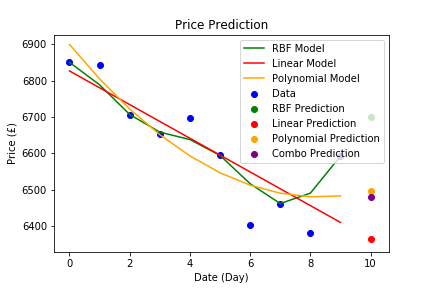 Price Prediction
RBF Model
Linear Model
Polynomial Model
Data
RBF Prediction
Linear Prediction
Polynomial Prediction
Combo Prediction
Price (£)
6900
6800
6700
6600
6500
6400
0 2 4 6 8 10
Date (Day)